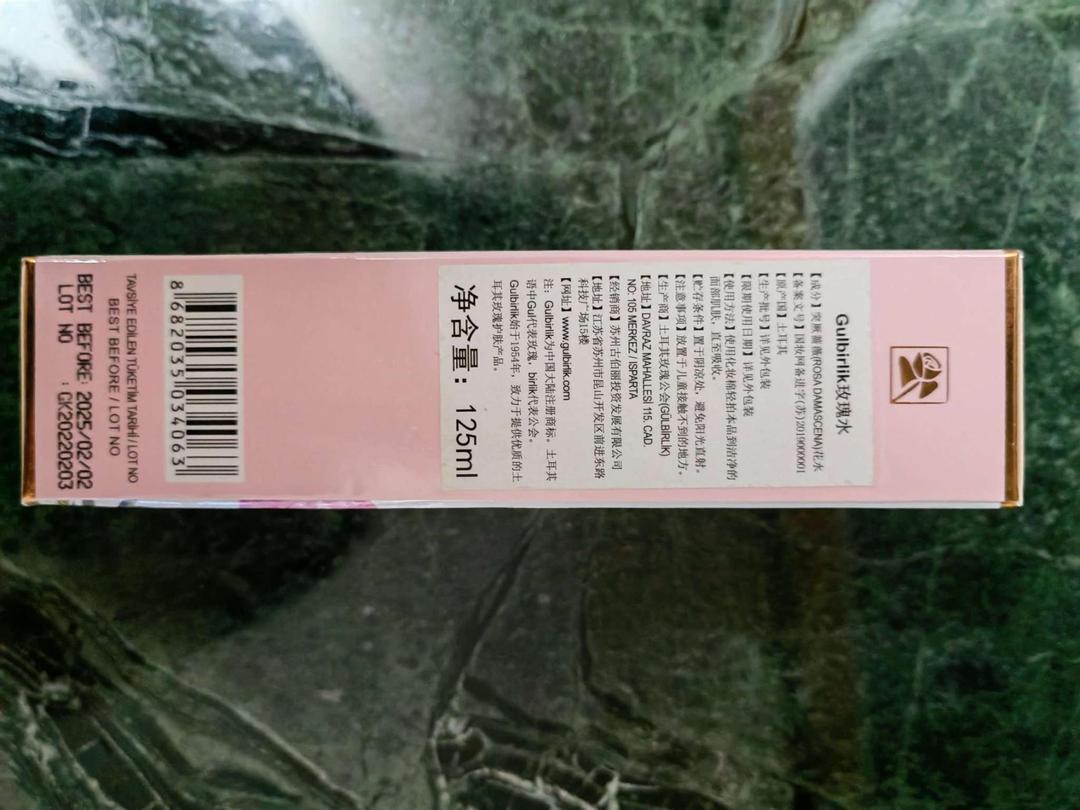 Gulbirlik玫瑰水
【成分】突厥蔷薇(ROSA DAMASCENA)花水
【备案文号】国妆网备进字(苏)2019000001
【原产国】土耳其
【生产批号】详见外包装
【限期使用日期】详见外包装
【使用方法】使用化妆棉轻拍本品到洁净的
面部肌肤，直至吸收。
【贮存条件】置于阴凉处，避免阳光直射。
【注意事项】放置于儿童接触不到的地方。
【生产商】土耳其玫瑰公会(GÜLBİRLİK)
【地址】DAVRAZ MAHALLESİ 115. CAD
NO: 105 MERKEZ / ISPARTA
【经销商】苏州古伯丽投资发展有限公司
【地址】江苏省苏州市昆山开发区前进东路
科技广场15楼
【网址】www.gulbirlik.com
注：Gulbirlik为中国大陆注册商标。土耳其
语中Gul代表玫瑰，birlik代表公会。
Gulbirlik始于1954年，致力于提供优质的土
耳其玫瑰护肤产品。
净含量：125ml
8682035034063
TAVSİYE EDİLEN TÜKETİM TARİHİ / LOT NO
BEST BEFORE / LOT NO
BEST BEFORE: 2025/02/02
LOT NO : GK20220203